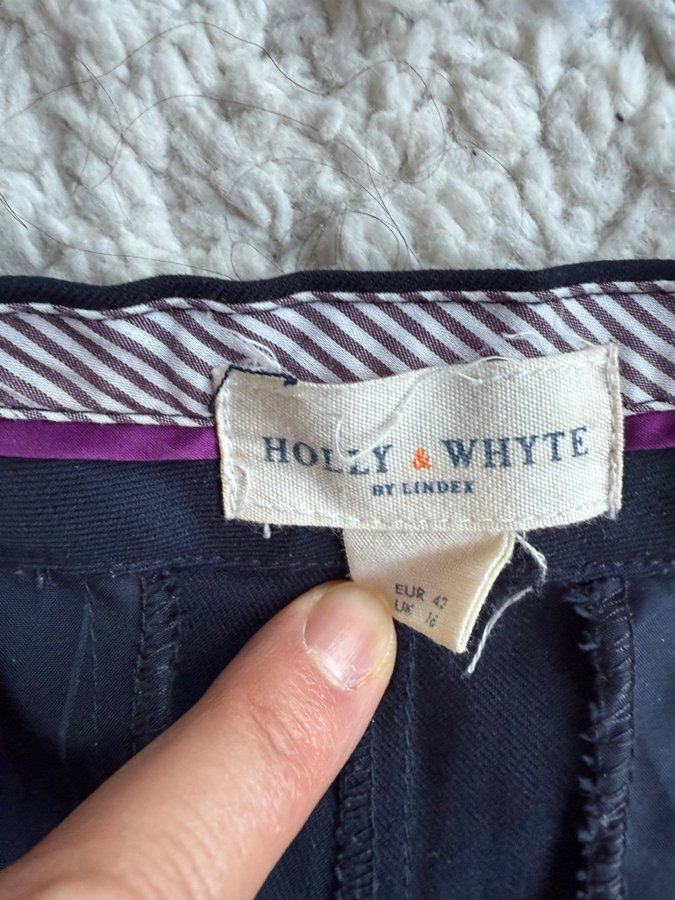 HOLLY & WHYTE
BY LINDEX
EUR 42
UK 16